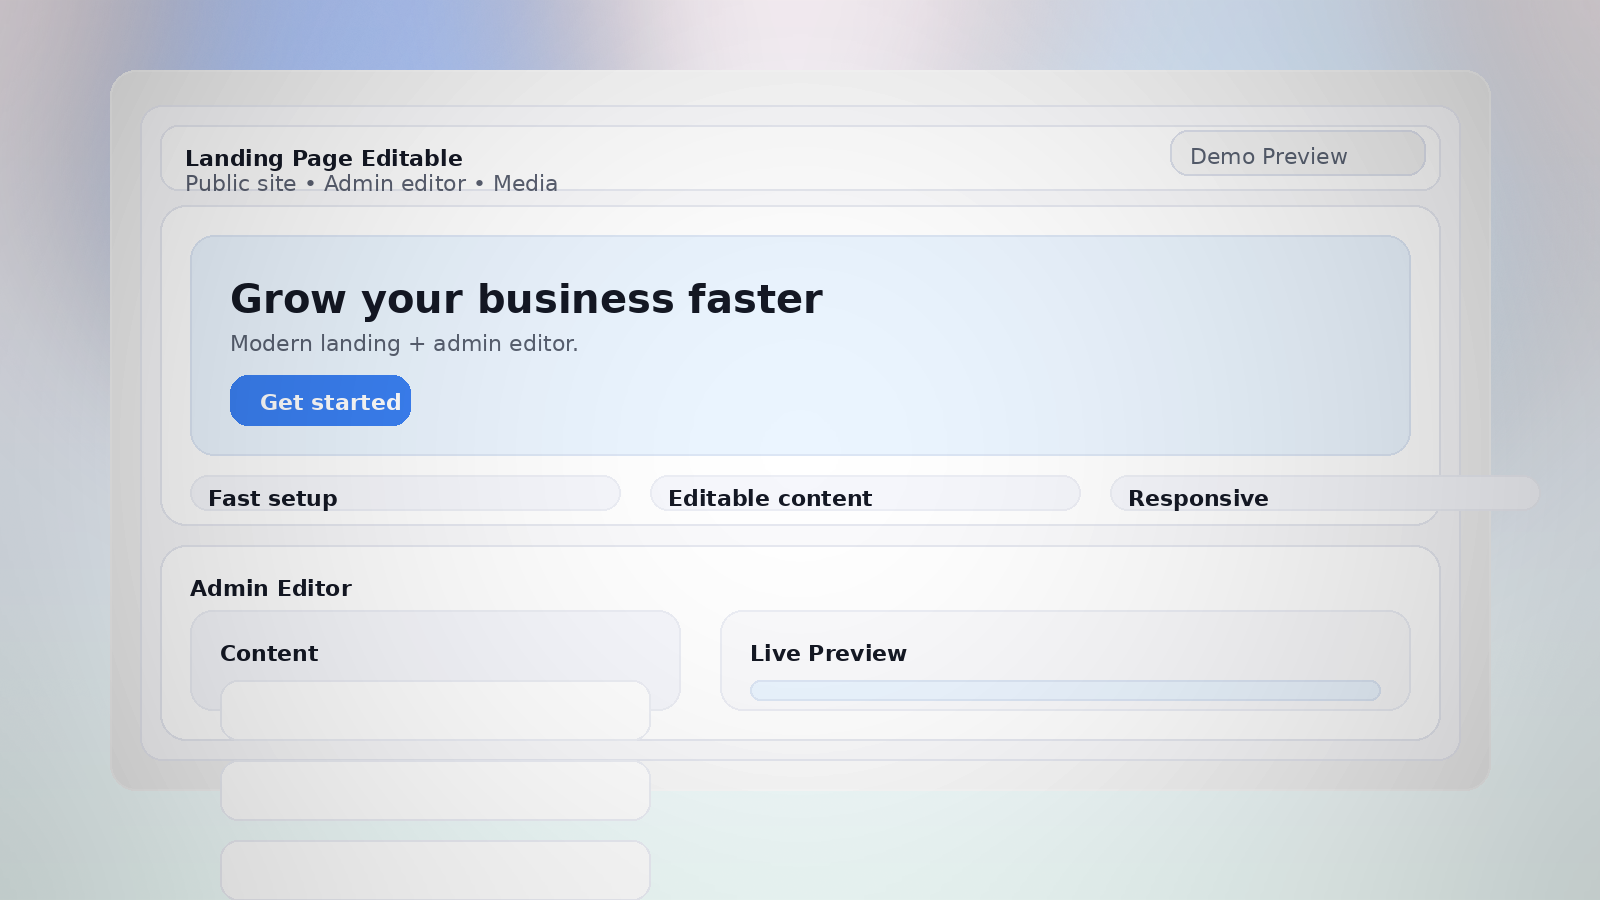 Landing Page Editable
Public site • Admin editor • Media
Demo Preview
Grow your business faster
Modern landing + admin editor.
Get started
Fast setup
Editable content
Responsive
Admin Editor
Content
Live Preview